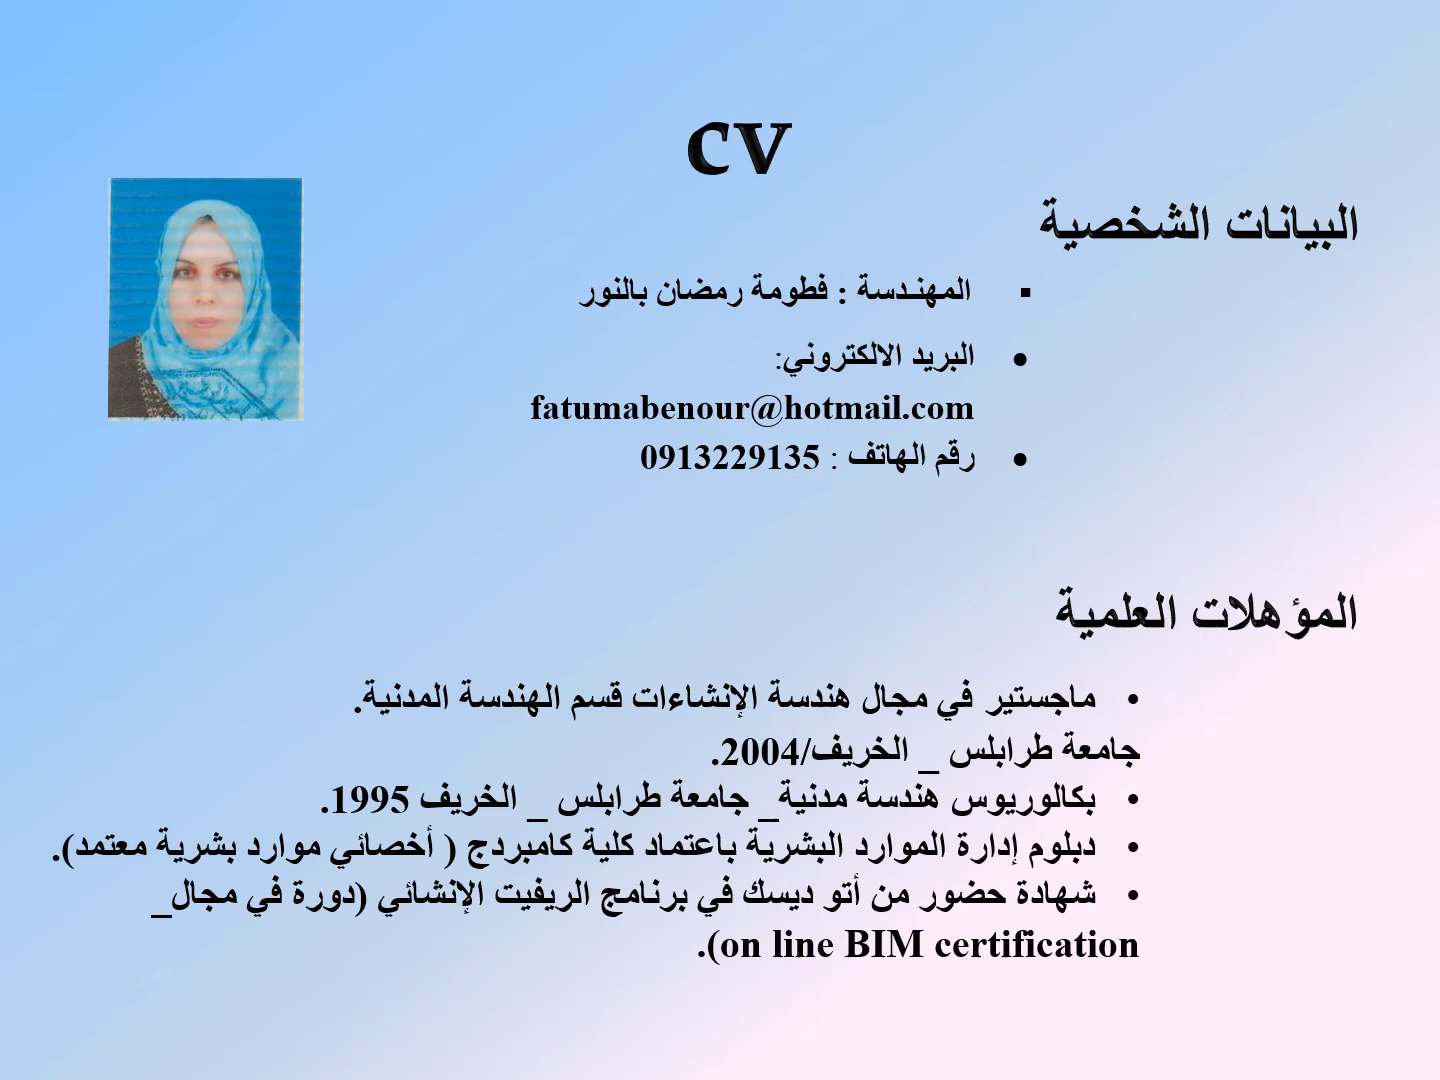 cv
البيانات الشخصية
▪ المهنـدسة : فطومة رمضان بالنور
• البريد الالكتروني:
fatumabenour@hotmail.com
• رقم الهاتف : 0913229135
المؤهلات العلمية
• ماجستير في مجال هندسة الإنشاءات قسم الهندسة المدنية.
جامعة طرابلس _ الخريف/2004.
• بكالوريوس هندسة مدنية_ جامعة طرابلس _ الخريف 1995.
• دبلوم إدارة الموارد البشرية باعتماد كلية كامبردج ( أخصائي موارد بشرية معتمد).
• شهادة حضور من أتو ديسك في برنامج الريفيت الإنشائي (دورة في مجال_
on line BIM certification).